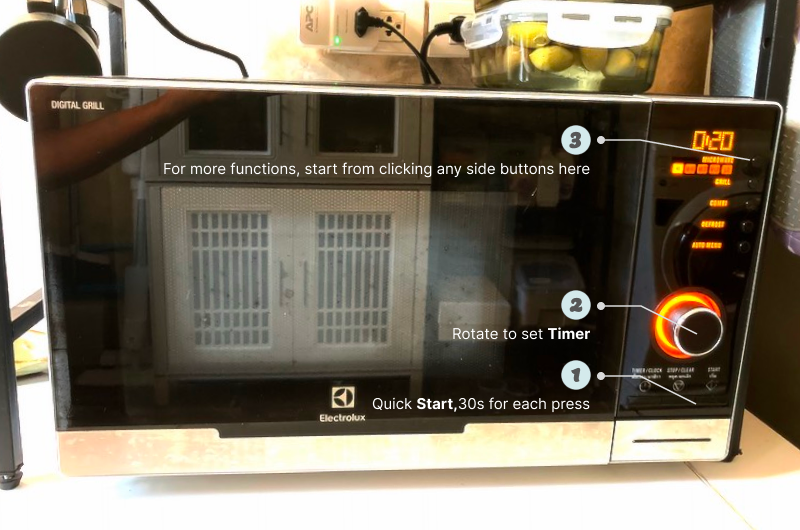 APC
DIGITAL GRILL
3
0:20
MICROWAVE
For more functions, start from clicking any side buttons here
GRILL
COMBI
DEFROST
AUTO MENU
2
Rotate to set Timer
1
TIMER/CLOCK STOP/CLEAR START
Quick Start,30s for each press
Electrolux